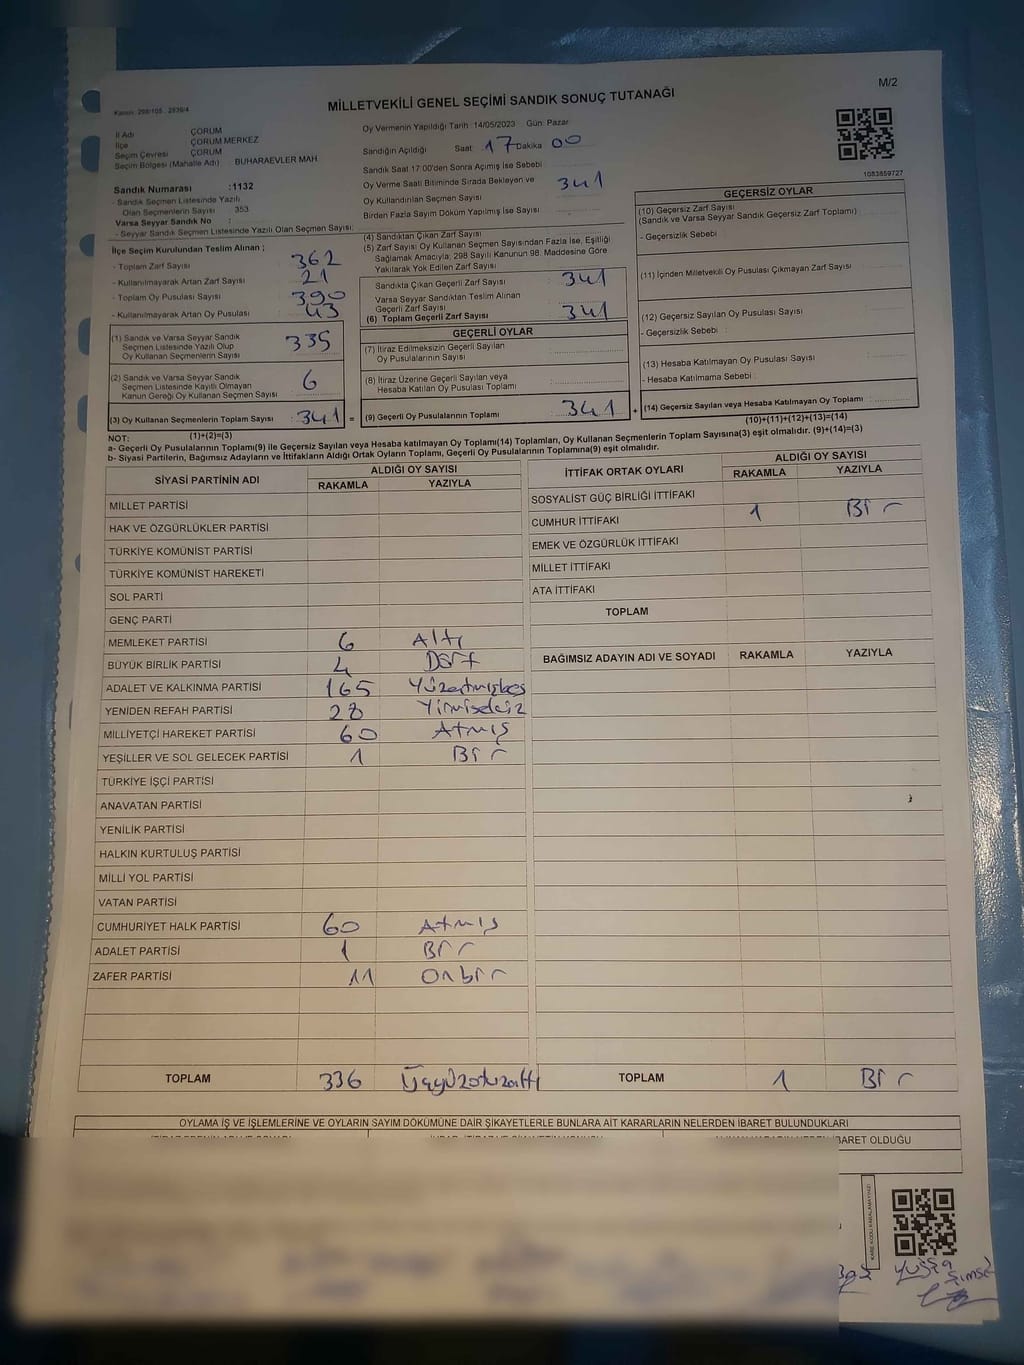 M/2
Kanun: 298/105 , 2839/4
MİLLETVEKİLİ GENEL SEÇİMİ SANDIK SONUÇ TUTANAĞI
İl Adı ÇORUM
İlçe ÇORUM MERKEZ
Seçim Çevresi ÇORUM
Seçim Bölgesi (Mahalle Adı) BUHARAEVLER MAH.
Sandık Numarası :1132
- Sandık Seçmen Listesinde Yazılı
Olan Seçmenlerin Sayısı 353
Varsa Seyyar Sandık No :
- Seyyar Sandık Seçmen Listesinde Yazılı Olan Seçmen Sayısı:
Oy Vermenin Yapıldığı Tarih :14/05/2023 Gün: Pazar
Sandığın Açıldığı Saat: 17 Dakika 00
Sandık Saat 17:00'den Sonra Açımış İse Sebebi
Oy Verme Saati Bitiminde Sırada Bekleyen ve
Oy Kullandırılan Seçmen Sayısı 341
Birden Fazla Sayım Döküm Yapılmış İse Sayısı
1083859727
İlçe Seçim Kurulundan Teslim Alınan ;
- Toplam Zarf Sayısı 362
- Kullanılmayarak Artan Zarf Sayısı 21
- Toplam Oy Pusulası Sayısı 390
- Kullanılmayarak Artan Oy Pusulası 43
(1) Sandık ve Varsa Seyyar Sandık
Seçmen Listesinde Yazılı Olup
Oy Kullanan Seçmenlerin Sayısı 335
(2) Sandık ve Varsa Seyyar Sandık
Seçmen Listesinde Kayıtlı Olmayan
Kanun Gereği Oy Kullanan Seçmen Sayısı 6
(3) Oy Kullanan Seçmenlerin Toplam Sayısı : 341 =
(1)+(2)=(3)
(4) Sandıktan Çıkan Zarf Sayısı
(5) Zarf Sayısı Oy Kullanan Seçmen Sayısından Fazla İse, Eşitliği
Sağlamak Amacıyla, 298 Sayılı Kanunun 98. Maddesine Göre
Yakılarak Yok Edilen Zarf Sayısı
Sandıkta Çıkan Geçerli Zarf Sayısı 341
Varsa Seyyar Sandıktan Teslim Alınan
Geçerli Zarf Sayısı
(6) Toplam Geçerli Zarf Sayısı 341
GEÇERLİ OYLAR
(7) İtiraz Edilmeksizin Geçerli Sayılan
Oy Pusulalarının Sayısı
(8) İtiraz Üzerine Geçerli Sayılan veya
Hesaba Katılan Oy Pusulası Toplamı
(9) Geçerli Oy Pusulalarının Toplamı 341 +
GEÇERSİZ OYLAR
(10) Geçersiz Zarf Sayısı
(Sandık ve Varsa Seyyar Sandık Geçersiz Zarf Toplamı)
- Geçersizlik Sebebi
(11) İçinden Milletvekili Oy Pusulası Çıkmayan Zarf Sayısı
(12) Geçersiz Sayılan Oy Pusulası Sayısı
- Geçersizlik Sebebi :
(13) Hesaba Katılmayan Oy Pusulası Sayısı
- Hesaba Katılmama Sebebi
(14) Geçersiz Sayılan veya Hesaba Katılmayan Oy Toplamı :
(10)+(11)+(12)+(13)=(14)
NOT:
a- Geçerli Oy Pusulalarının Toplamı(9) ile Geçersiz Sayılan veya Hesaba katılmayan Oy Toplamı(14) Toplamları, Oy Kullanan Seçmenlerin Toplam Sayısına(3) eşit olmalıdır. (9)+(14)=(3)
b- Siyasi Partilerin, Bağımsız Adayların ve İttifakların Aldığı Ortak Oyların Toplamı, Geçerli Oy Pusulalarının Toplamına(9) eşit olmalıdır.
SİYASİ PARTİNİN ADI ALDIĞI OY SAYISI
RAKAMLA YAZIYLA
MİLLET PARTİSİ
HAK VE ÖZGÜRLÜKLER PARTİSİ
TÜRKİYE KOMÜNİST PARTİSİ
TÜRKİYE KOMÜNİST HAREKETİ
SOL PARTİ
GENÇ PARTİ
MEMLEKET PARTİSİ 6 Altı
BÜYÜK BİRLİK PARTİSİ 4 Dört
ADALET VE KALKINMA PARTİSİ 165 Yüzaltmışbeş
YENİDEN REFAH PARTİSİ 28 Yirmisekiz
MİLLİYETÇİ HAREKET PARTİSİ 60 Atmış
YEŞİLLER VE SOL GELECEK PARTİSİ 1 Bir
TÜRKİYE İŞÇİ PARTİSİ
ANAVATAN PARTİSİ
YENİLİK PARTİSİ
HALKIN KURTULUŞ PARTİSİ
MİLLİ YOL PARTİSİ
VATAN PARTİSİ
CUMHURİYET HALK PARTİSİ 60 Atmış
ADALET PARTİSİ 1 Bir
ZAFER PARTİSİ 11 Onbir
TOPLAM 336 Üçyüzotuzaltı
İTTİFAK ORTAK OYLARI ALDIĞI OY SAYISI
RAKAMLA YAZIYLA
SOSYALİST GÜÇ BİRLİĞİ İTTİFAKI
CUMHUR İTTİFAKI 1 Bir
EMEK VE ÖZGÜRLÜK İTTİFAKI
MİLLET İTTİFAKI
ATA İTTİFAKI
TOPLAM
BAĞIMSIZ ADAYIN ADI VE SOYADI RAKAMLA YAZIYLA
TOPLAM 1 Bir
OYLAMA İŞ VE İŞLEMLERİNE VE OYLARIN SAYIM DÖKÜMÜNE DAİR ŞİKAYETLERLE BUNLARA AİT KARARLARIN NELERDEN İBARET BULUNDUKLARI
BARET OLDUĞU